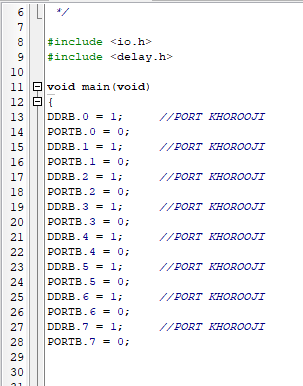 6 */
7
8 #include <io.h>
9 #include <delay.h>
10
11 void main(void)
12 {
13 DDRB.0 = 1; //PORT KHOROOJI
14 PORTB.0 = 0;
15 DDRB.1 = 1; //PORT KHOROOJI
16 PORTB.1 = 0;
17 DDRB.2 = 1; //PORT KHOROOJI
18 PORTB.2 = 0;
19 DDRB.3 = 1; //PORT KHOROOJI
20 PORTB.3 = 0;
21 DDRB.4 = 1; //PORT KHOROOJI
22 PORTB.4 = 0;
23 DDRB.5 = 1; //PORT KHOROOJI
24 PORTB.5 = 0;
25 DDRB.6 = 1; //PORT KHOROOJI
26 PORTB.6 = 0;
27 DDRB.7 = 1; //PORT KHOROOJI
28 PORTB.7 = 0;
29
30
31